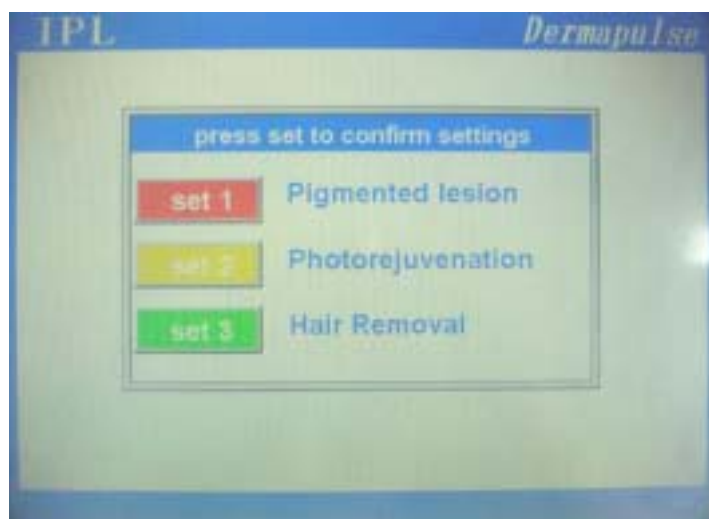 IPL Dermapulse
press set to confirm settings
set 1 Pigmented lesion
set 2 Photorejuvenation
set 3 Hair Removal